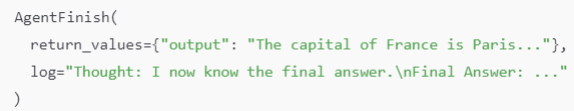 AgentFinish(
  return_values={"output": "The capital of France is Paris..."},
  log="Thought: I now know the final answer.\nFinal Answer: ..."
)